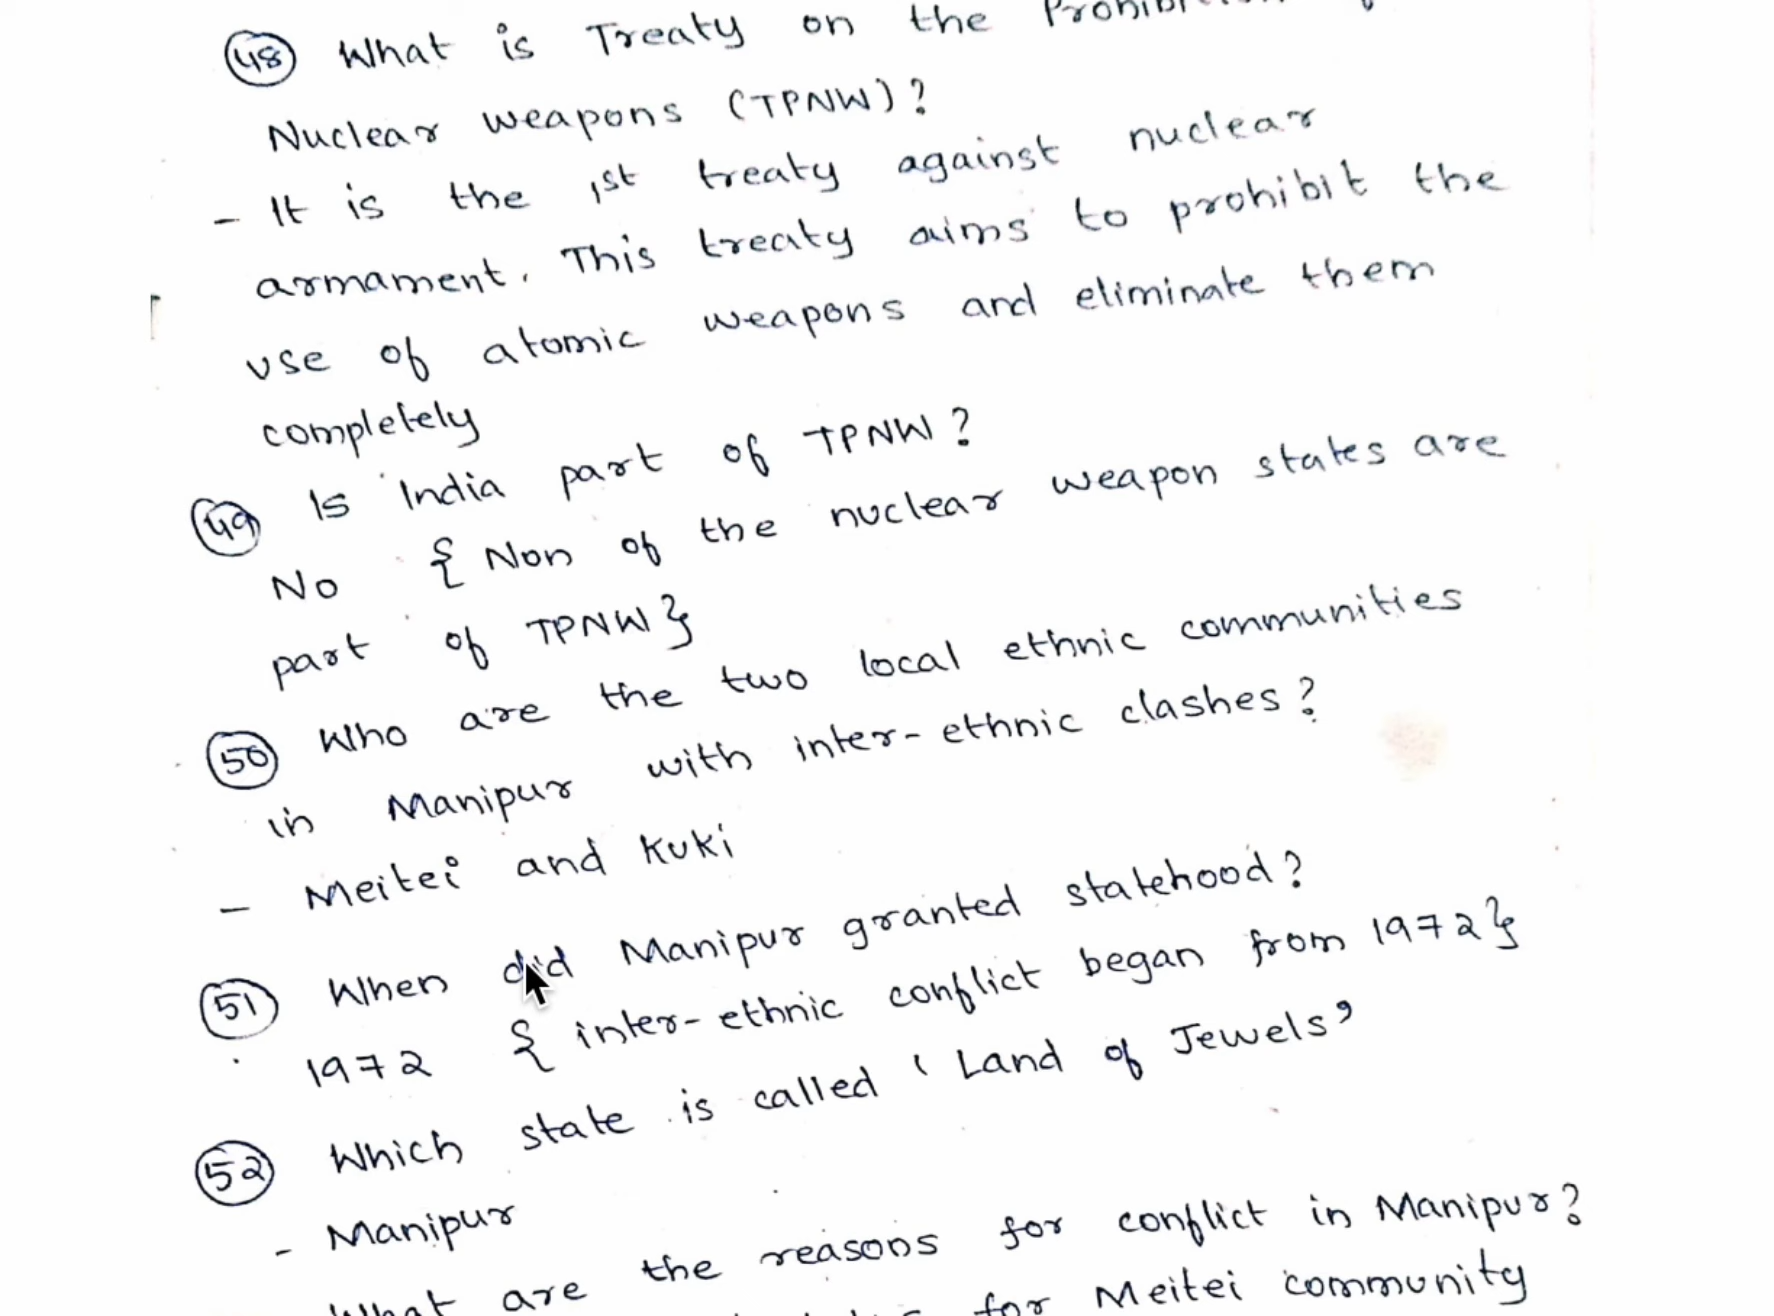 48 What is Treaty on the Prohibition
Nuclear weapons (TPNW)?
- It is the 1st treaty against nuclear
armament. This treaty aims to prohibit the
use of atomic weapons and eliminate them
completely
49 Is India part of TPNW?
No { Non of the nuclear weapon states are
part of TPNW}
50 Who are the two local ethnic communities
in Manipur with inter-ethnic clashes?
- Meitei and Kuki
51 When did Manipur granted statehood?
1972 { inter-ethnic conflict began from 1972}
52 Which state is called 'Land of Jewels'
- Manipur
What are the reasons for conflict in Manipur?
for Meitei community